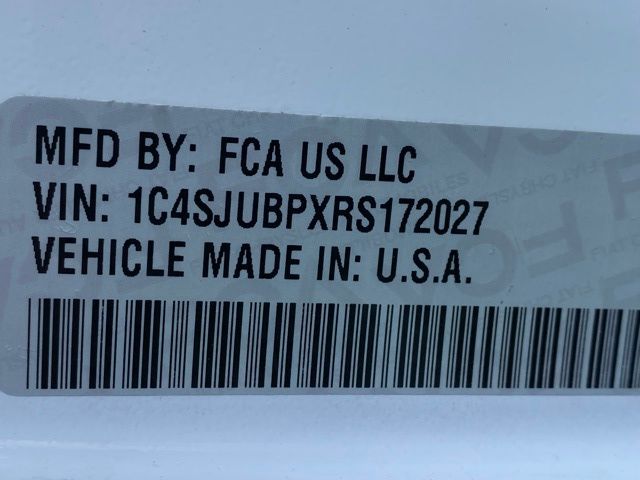 MFD BY: FCA US LLC
VIN: 1C4SJUBPXRS172027
VEHICLE MADE IN: U.S.A.